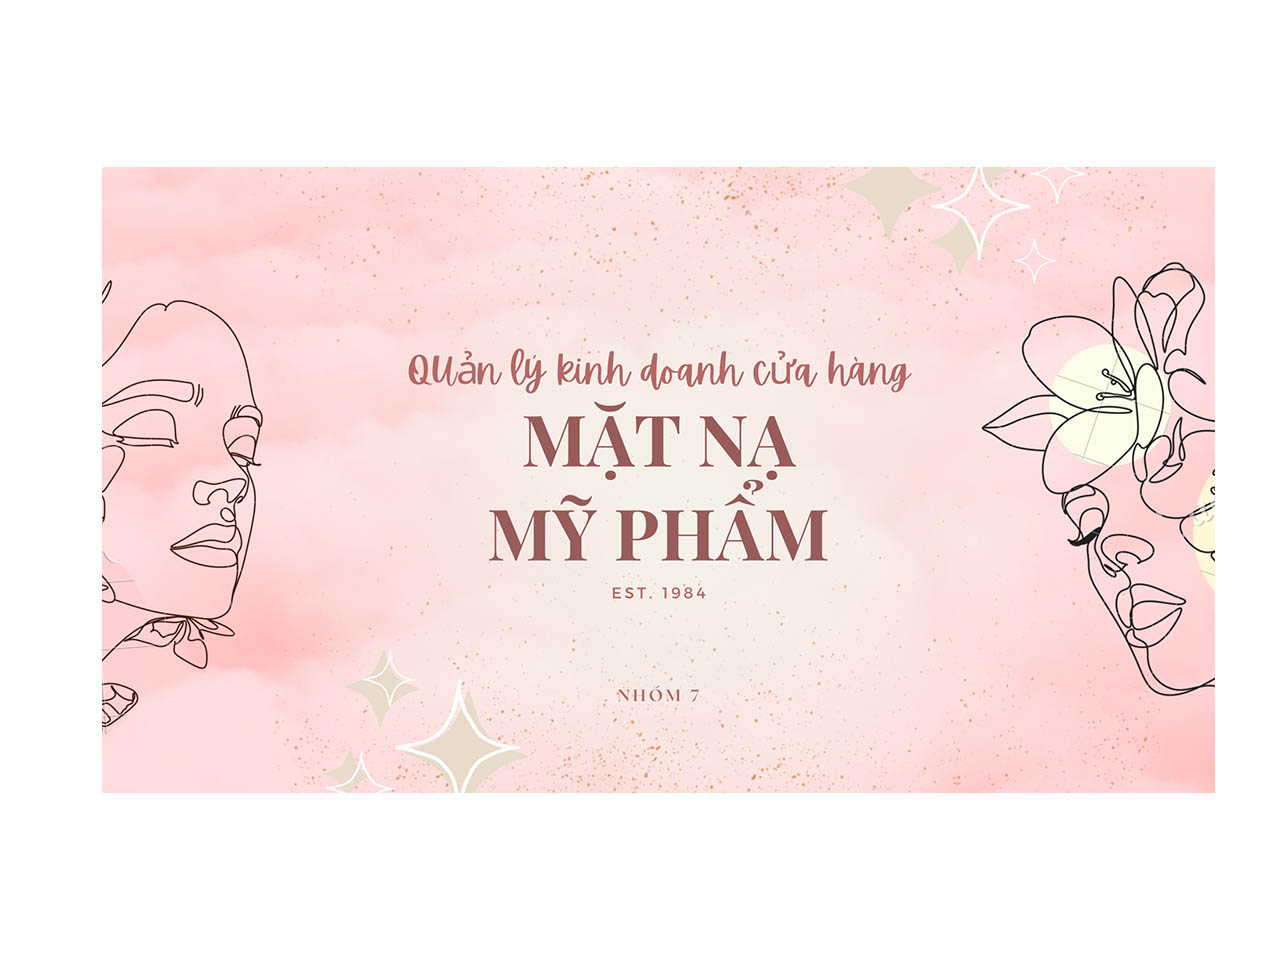 Quản lý kinh doanh cửa hàng
MẶT NẠ
MỸ PHẨM
EST. 1984
NHÓM 7